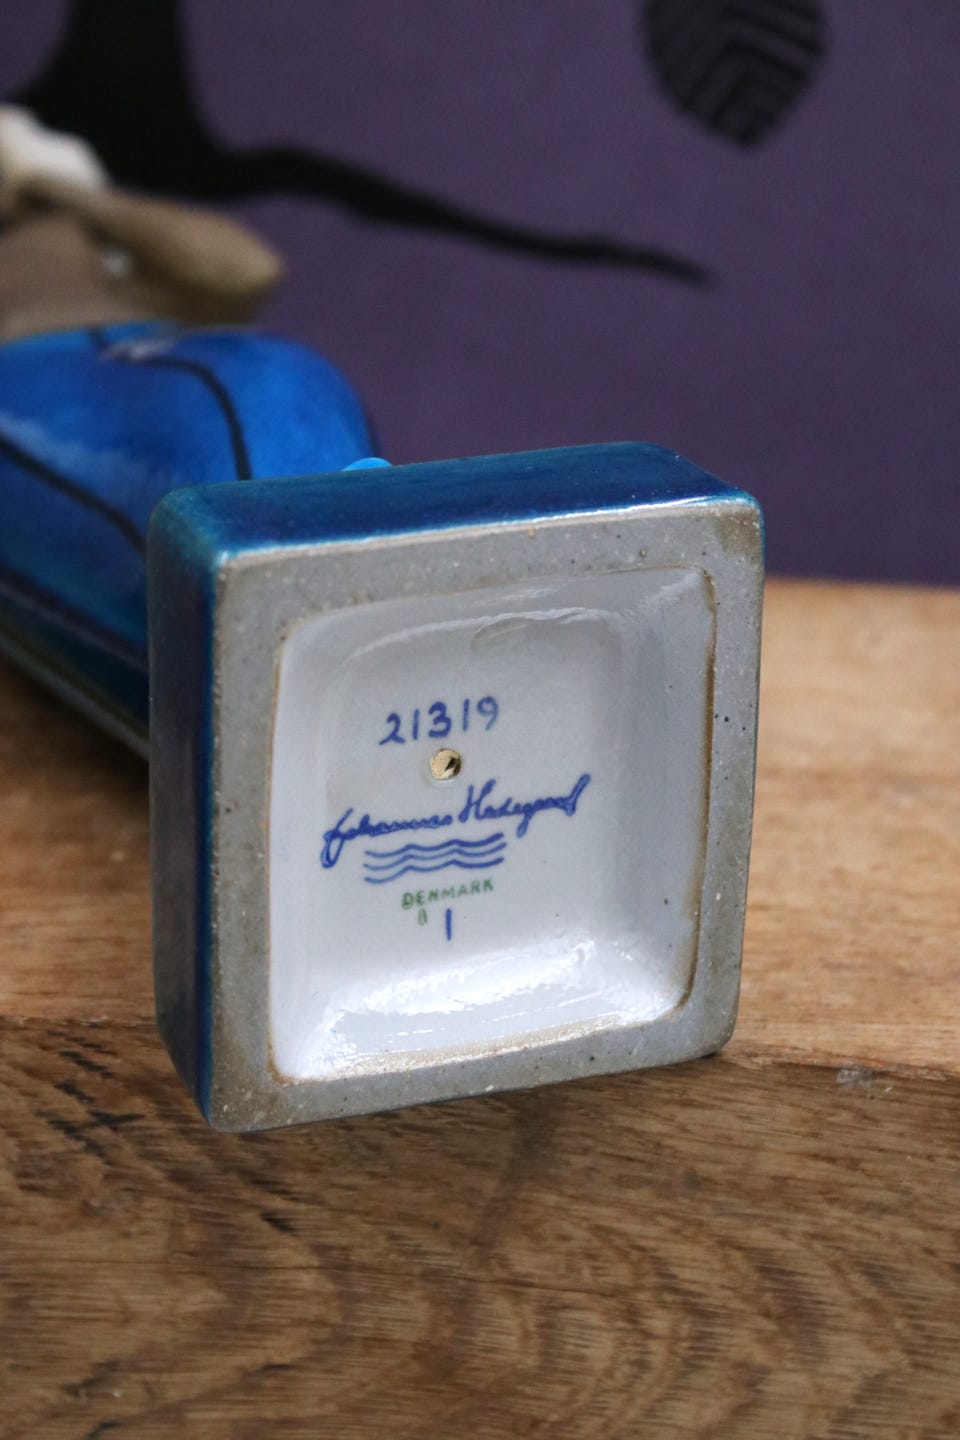 21319
Johannes Hedegaard
DENMARK
1